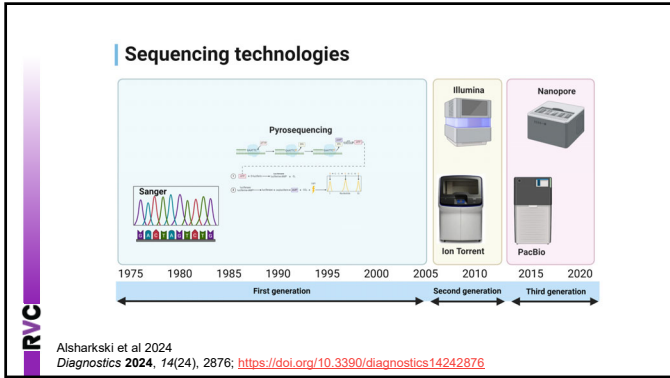 Sequencing technologies
Illumina
Nanopore
Pyrosequencing
Sanger
Ion Torrent
PacBio
1975 1980 1985 1990 1995 2000 2005 2010 2015 2020
First generation Second generation Third generation
RVC
Alsharkski et al 2024
Diagnostics 2024, 14(24), 2876; https://doi.org/10.3390/diagnostics14242876